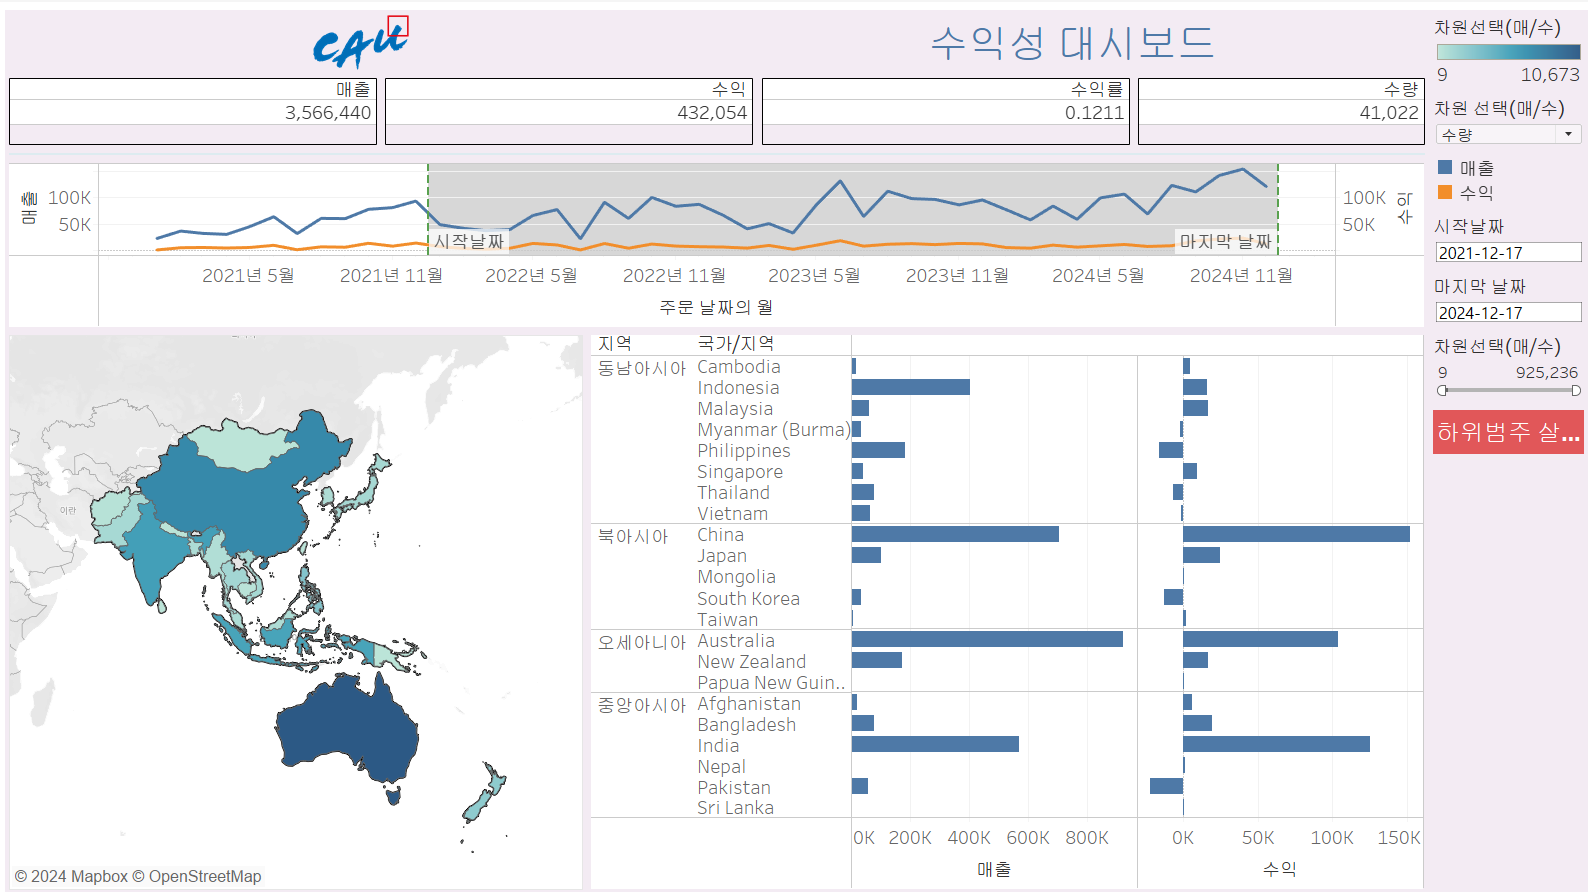 CAU
수익성 대시보드
매출
3,566,440
수익
432,054
수익률
0.1211
수량
41,022
매출
100K
50K
시작날짜
마지막 날짜
100K
50K
2021년 5월
2021년 11월
2022년 5월
2022년 11월
2023년 5월
2023년 11월
2024년 5월
2024년 11월
주문 날짜의 월
차원선택(매/수)
9 10,673
차원 선택(매/수)
수량
매출
수익
시작날짜
2021-12-17
마지막 날짜
2024-12-17
차원선택(매/수)
9 925,236
하위범주 살...
이란
© 2024 Mapbox © OpenStreetMap
지역 국가/지역
동남아시아 Cambodia
Indonesia
Malaysia
Myanmar (Burma)
Philippines
Singapore
Thailand
Vietnam
북아시아 China
Japan
Mongolia
South Korea
Taiwan
오세아니아 Australia
New Zealand
Papua New Guin..
중앙아시아 Afghanistan
Bangladesh
India
Nepal
Pakistan
Sri Lanka
0K 200K 400K 600K 800K
매출
0K 50K 100K 150K
수익